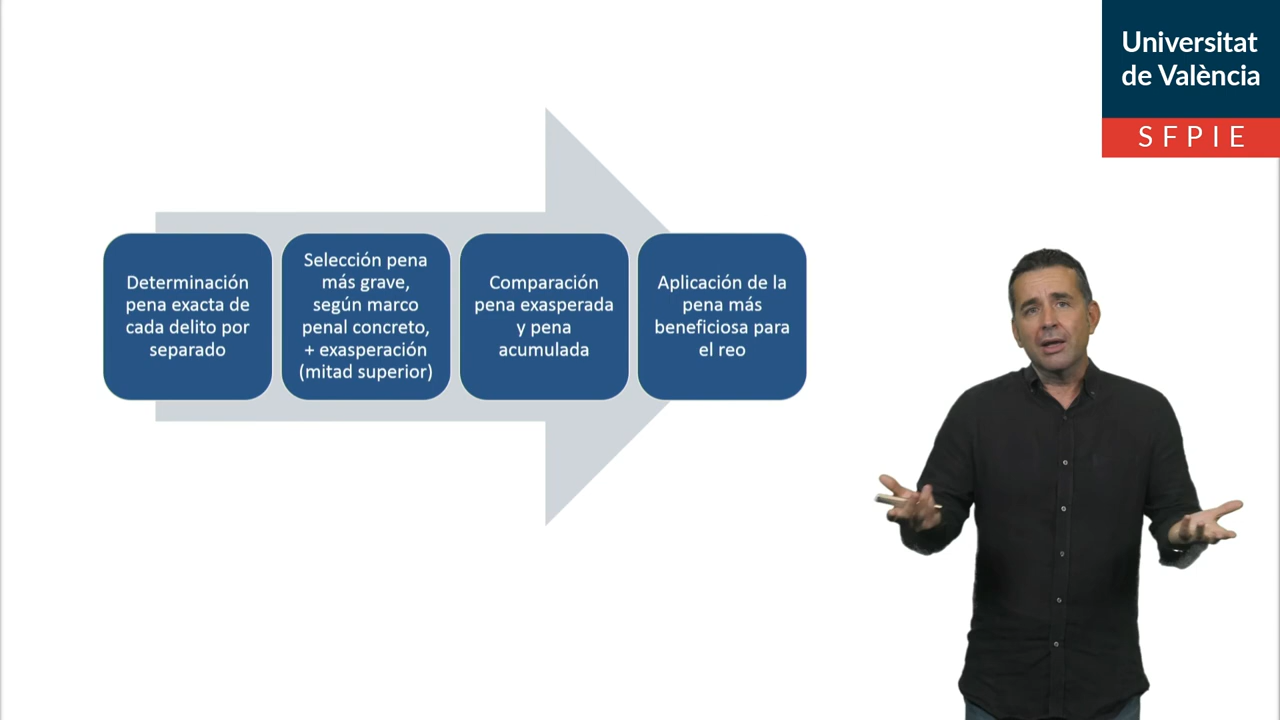 Universitat
de València
SFPIE
Determinación
pena exacta de
cada delito por
separado
Selección pena
más grave,
según marco
penal concreto,
+ exasperación
(mitad superior)
Comparación
pena exasperada
y pena
acumulada
Aplicación de la
pena más
beneficiosa para
el reo